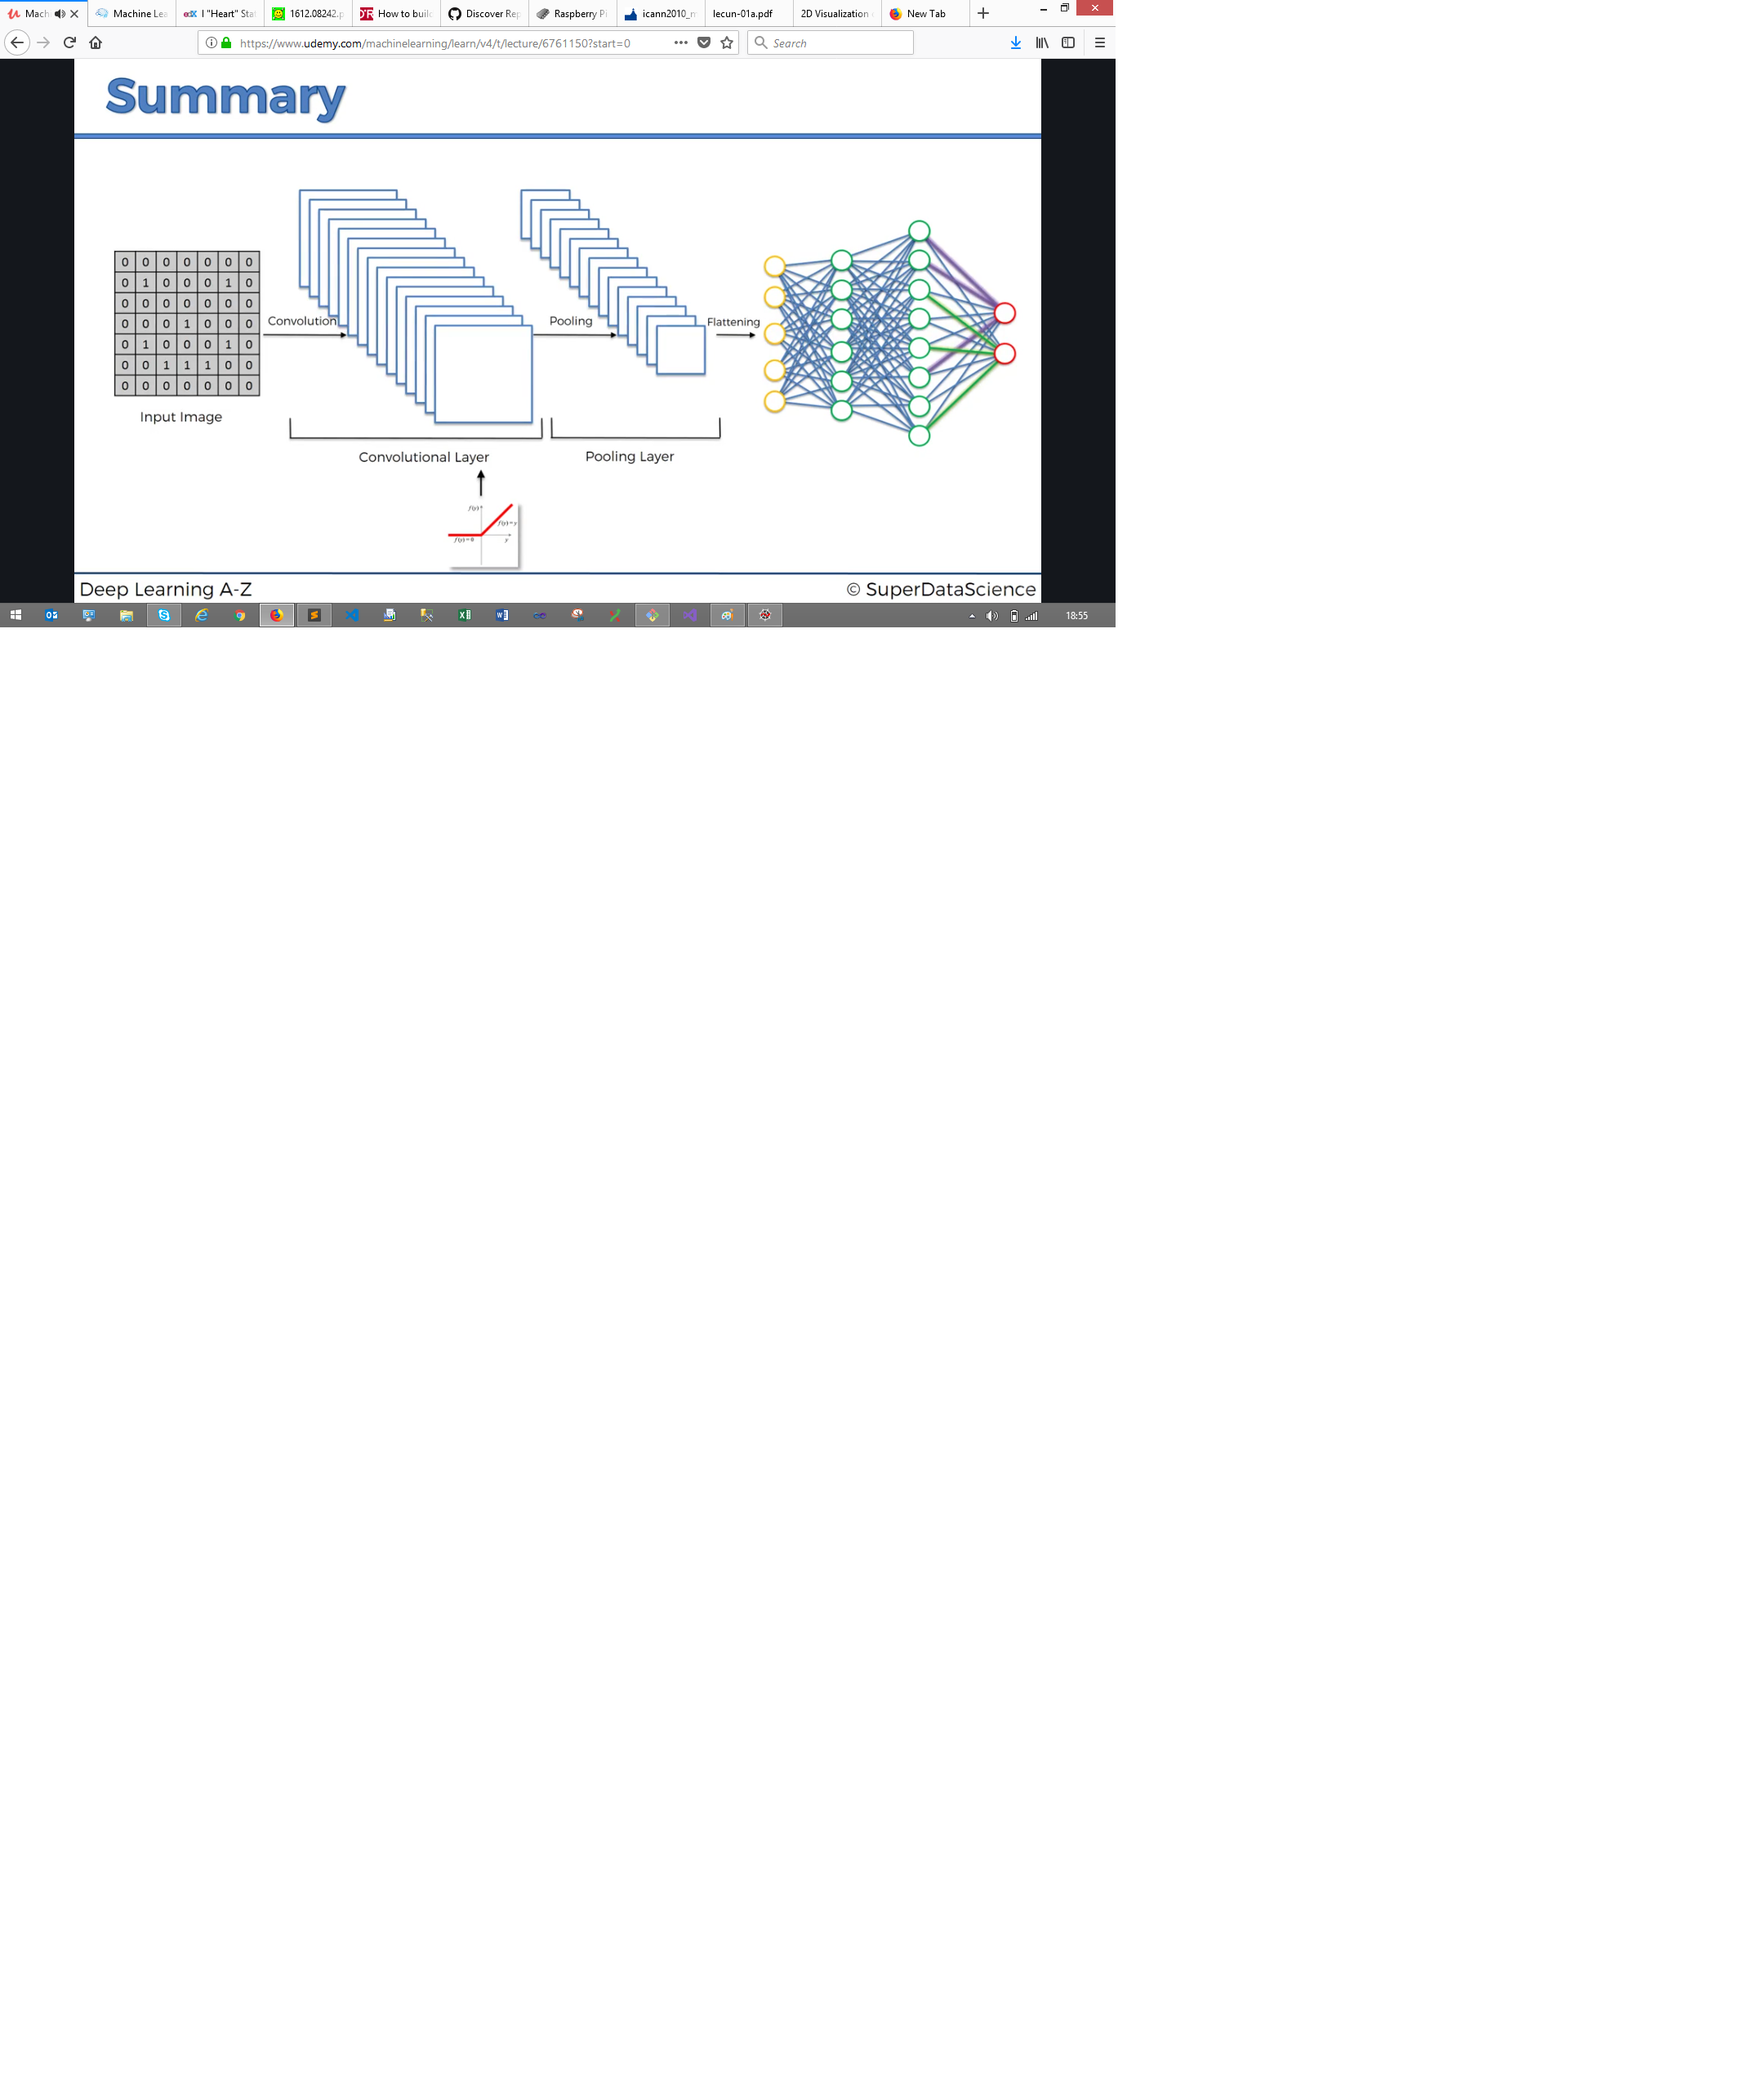 Mach
Machine Lea
I "Heart" Stat
1612.08242.p
How to build
Discover Rep
Raspberry Pi
icann2010_m
lecun-01a.pdf
2D Visualization
New Tab
https://www.udemy.com/machinelearning/learn/v4/t/lecture/6761150?start=0
Search
Summary
0 0 0 0 0 0 0
0 1 0 0 0 1 0
0 0 0 0 0 0 0
0 0 0 1 0 0 0
0 1 0 0 0 1 0
0 0 1 1 1 0 0
0 0 0 0 0 0 0
Input Image
Convolution
Pooling
Flattening
Convolutional Layer
Pooling Layer
f(y)
f(y)=y
f(y)=0
y
Deep Learning A-Z
© SuperDataScience
18:55